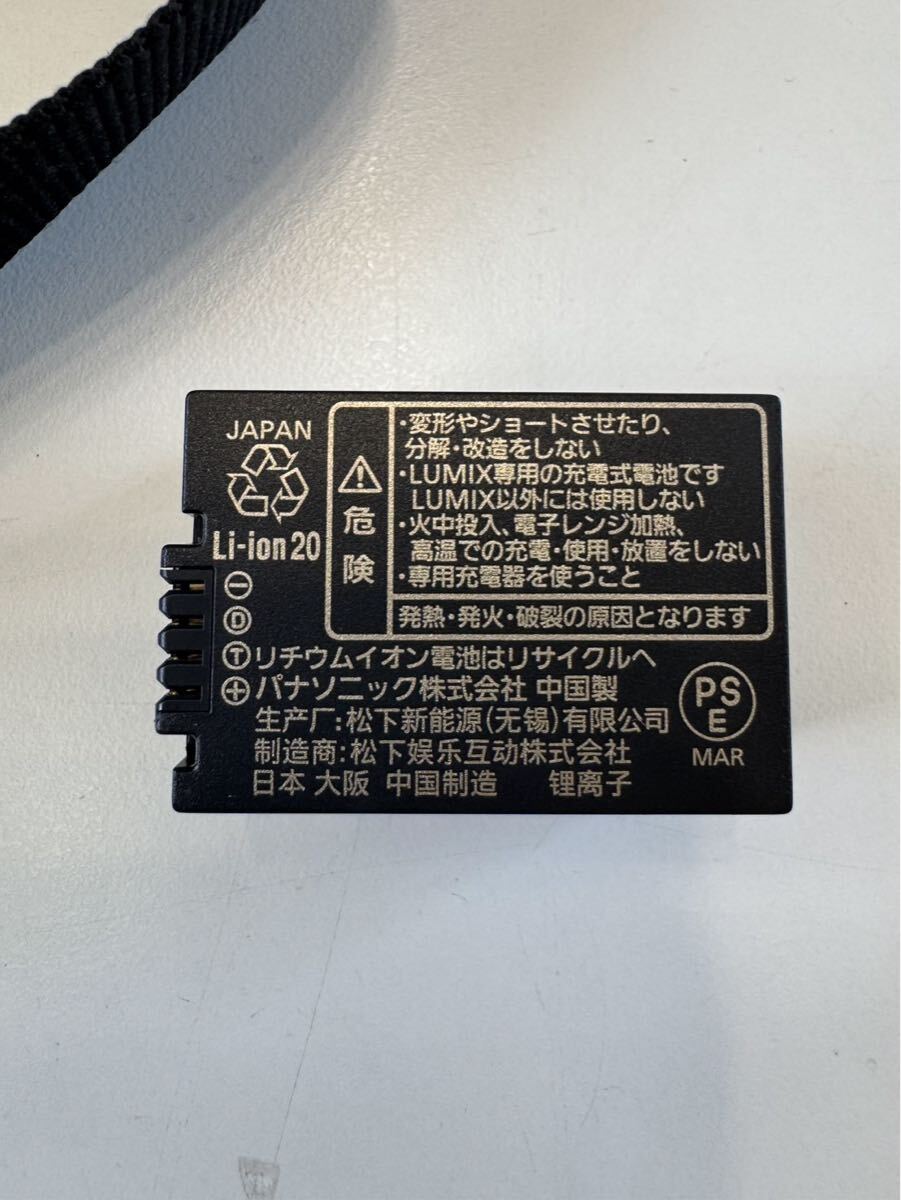 JAPAN
Li-ion20
⚠
危険
・変形やショートさせたり、
分解・改造をしない
・LUMIX専用の充電式電池です
LUMIX以外には使用しない
・火中投入、電子レンジ加熱、
高温での充電・使用・放置をしない
・専用充電器を使うこと
発熱・発火・破裂の原因となります
⊖
Ⓓ
Ⓣリチウムイオン電池はリサイクルへ
⊕パナソニック株式会社 中国製
生产厂:松下新能源(无锡)有限公司
制造商:松下娱乐互动株式会社
日本 大阪 中国制造 锂离子
PS
E
MAR